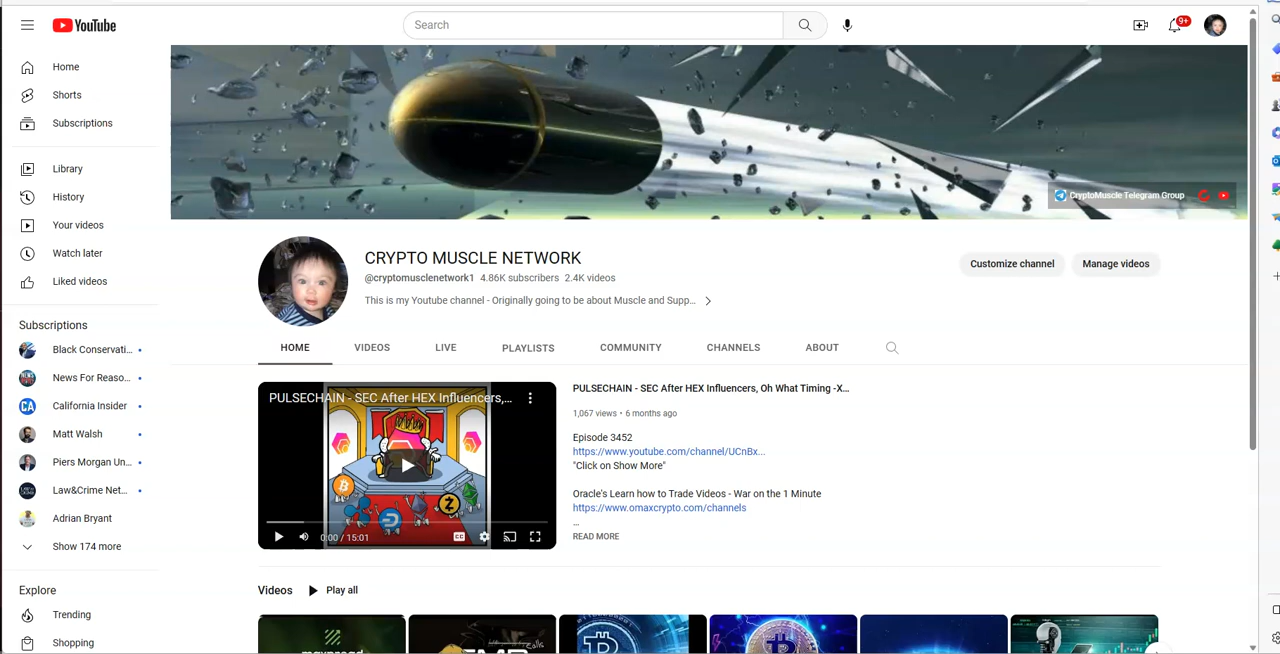 YouTube
Search
9+
Home
Shorts
Subscriptions
Library
History
Your videos
Watch later
Liked videos
Subscriptions
Black Conservati...
News For Reaso...
California Insider
Matt Walsh
Piers Morgan Un...
Law&Crime Net...
Adrian Bryant
Show 174 more
Explore
Trending
Shopping
CryptoMuscle Telegram Group
CRYPTO MUSCLE NETWORK
@cryptomusclenetwork1 4.86K subscribers 2.4K videos
This is my Youtube channel - Originally going to be about Muscle and Supp...
Customize channel
Manage videos
HOME
VIDEOS
LIVE
PLAYLISTS
COMMUNITY
CHANNELS
ABOUT
PULSECHAIN - SEC After HEX Influencers,...
0:00 / 15:01
PULSECHAIN - SEC After HEX Influencers, Oh What Timing -X...
1,067 views • 6 months ago
Episode 3452
https://www.youtube.com/channel/UCnBx...
"Click on Show More"
Oracle's Learn how to Trade Videos - War on the 1 Minute
https://www.omaxcrypto.com/channels
...
READ MORE
Videos
Play all